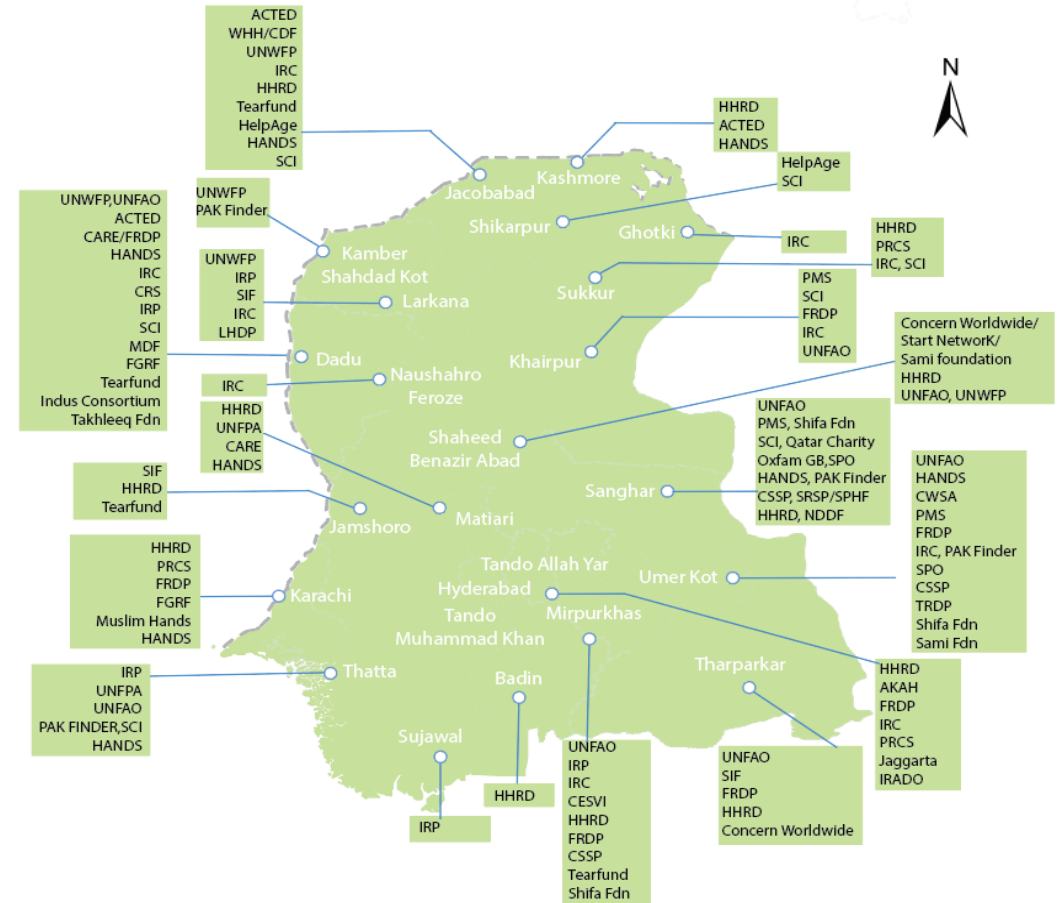 ACTED
WHH/CDF
UNWFP
IRC
HHRD
Tearfund
HelpAge
HANDS
SCI
N
HHRD
ACTED
HANDS
HelpAge
SCI
UNWFP,UNFAO
ACTED
CARE/FRDP
HANDS
IRC
CRS
IRP
SCI
MDF
FGRF
Tearfund
Indus Consortium
Takhleeq Fdn
UNWFP
PAK Finder
UNWFP
IRP
SIF
IRC
LHDP
IRC
HHRD
UNFPA
CARE
HANDS
SIF
HHRD
Tearfund
HHRD
PRCS
FRDP
FGRF
Muslim Hands
HANDS
IRP
UNFPA
UNFAO
PAK FINDER,SCI
HANDS
Jacobabad
Kashmore
Shikarpur
Ghotki
Kamber
Shahdad Kot
Larkana
Sukkur
Dadu
Khairpur
Naushahro
Feroze
Shaheed
Benazir Abad
Sanghar
Jamshoro
Matiari
Tando Allah Yar
Hyderabad
Umer Kot
Karachi
Tando
Muhammad Khan
Mirpurkhas
Thatta
Badin
Tharparkar
Sujawal
IRC
HHRD
PRCS
IRC, SCI
PMS
SCI
FRDP
IRC
UNFAO
Concern Worldwide/
Start NetworK/
Sami foundation
HHRD
UNFAO, UNWFP
UNFAO
PMS, Shifa Fdn
SCI, Qatar Charity
Oxfam GB,SPO
HANDS, PAK Finder
CSSP, SRSP/SPHF
HHRD, NDDF
UNFAO
HANDS
CWSA
PMS
FRDP
IRC, PAK Finder
SPO
CSSP
TRDP
Shifa Fdn
Sami Fdn
HHRD
AKAH
FRDP
IRC
PRCS
Jaggarta
IRADO
UNFAO
SIF
FRDP
HHRD
Concern Worldwide
UNFAO
IRP
IRC
CESVI
HHRD
FRDP
CSSP
Tearfund
Shifa Fdn
HHRD
IRP